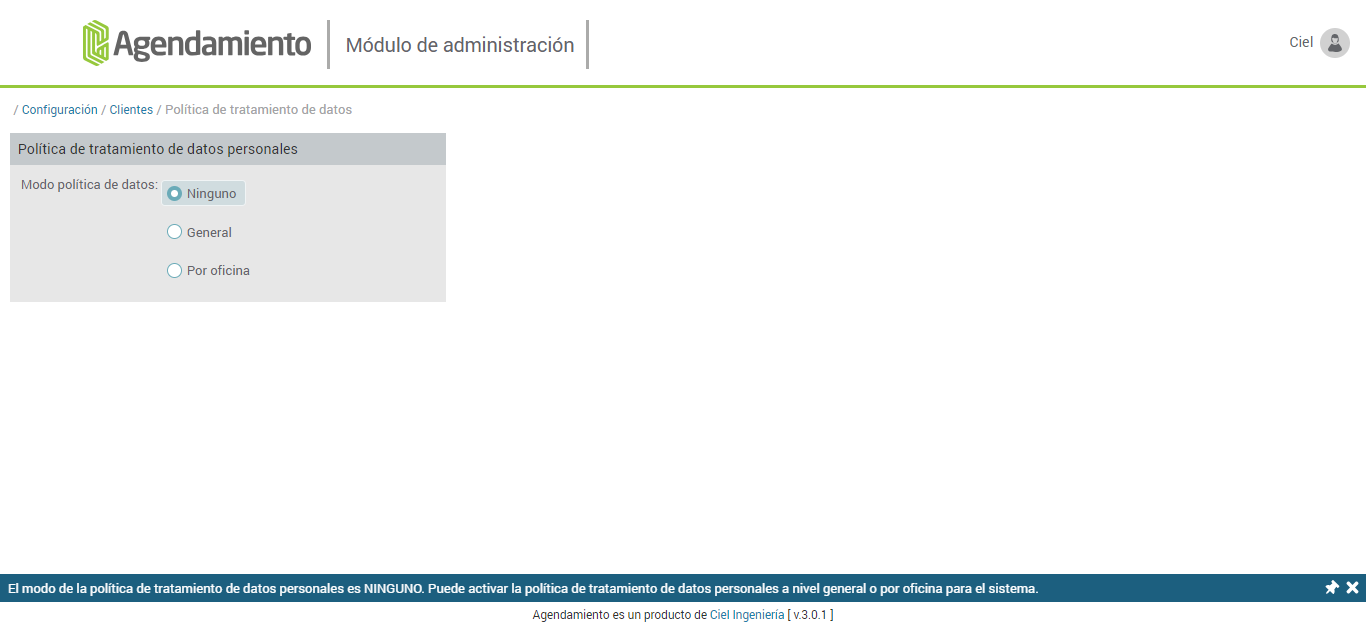 Agendamiento
Módulo de administración
Ciel
/ Configuración / Clientes / Política de tratamiento de datos
Política de tratamiento de datos personales
Modo política de datos:
Ninguno
General
Por oficina
El modo de la política de tratamiento de datos personales es NINGUNO. Puede activar la política de tratamiento de datos personales a nivel general o por oficina para el sistema.
Agendamiento es un producto de Ciel Ingeniería [ v.3.0.1 ]